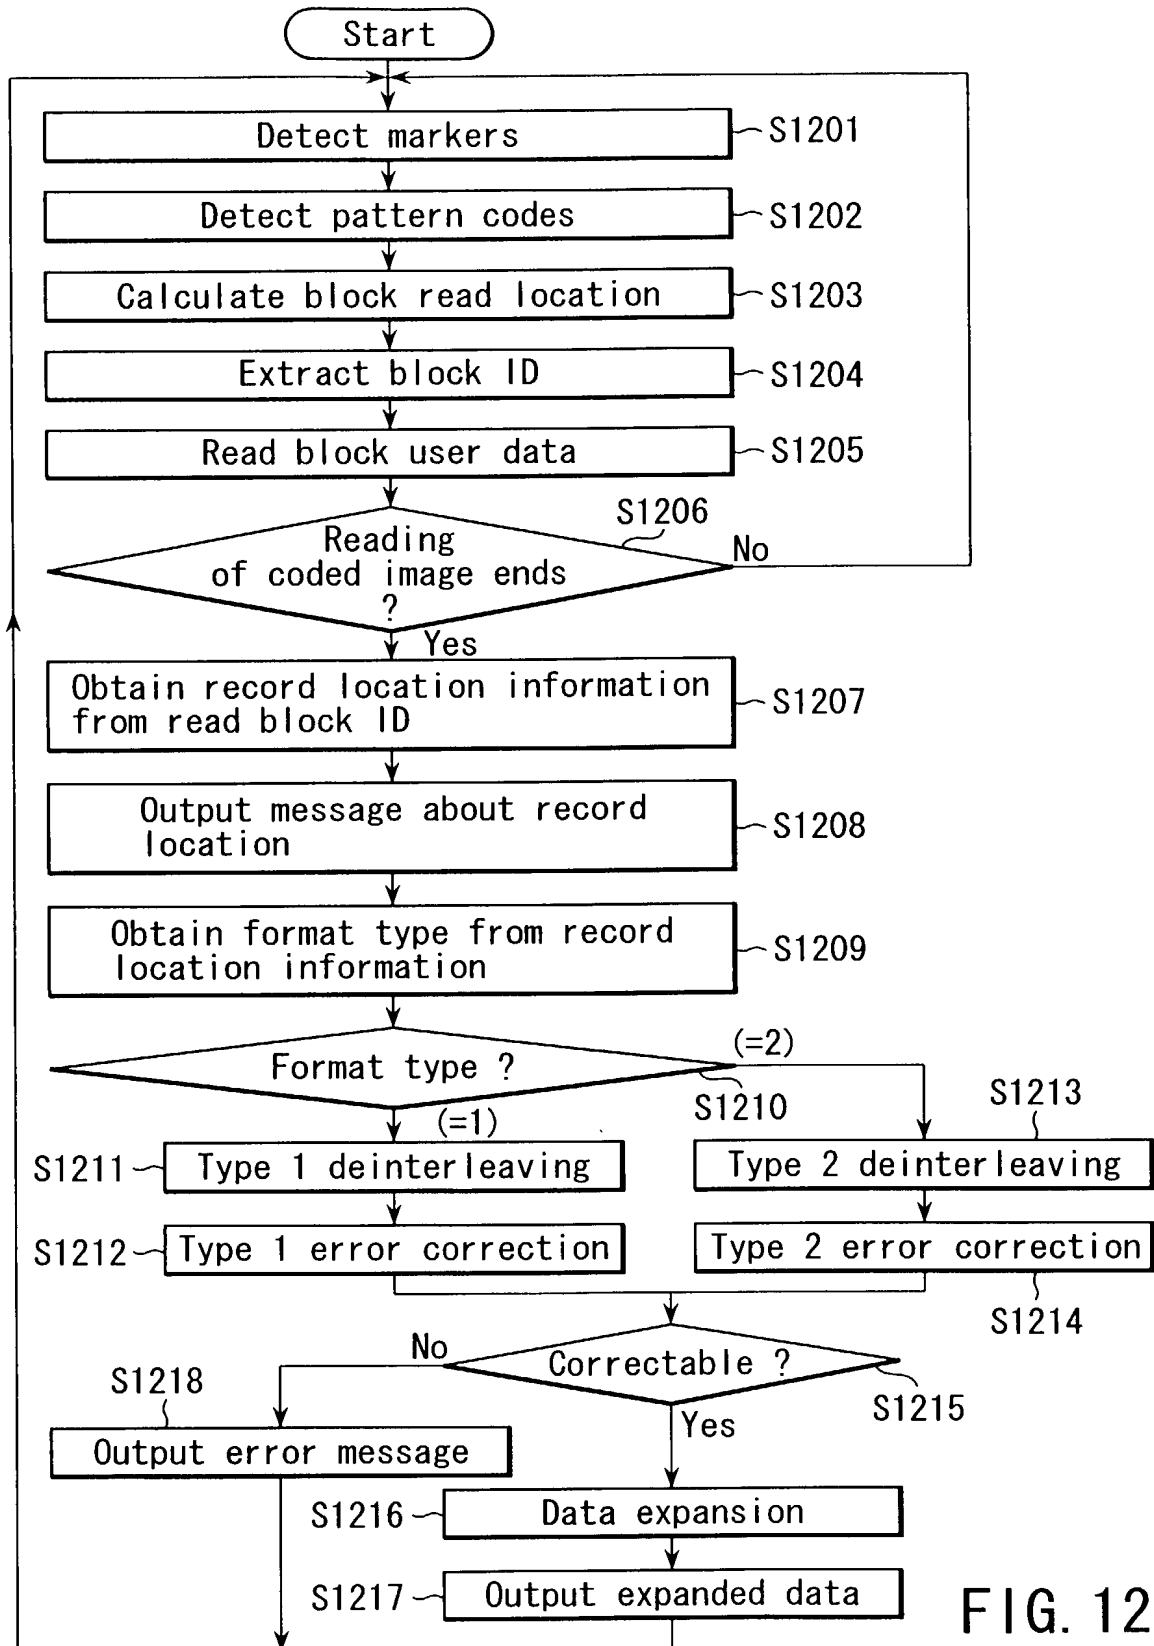 Start
Detect markers
S1201
Detect pattern codes
S1202
Calculate block read location
S1203
Extract block ID
S1204
Read block user data
S1205
S1206
Reading
of coded image ends
?
No
Yes
Obtain record location information
from read block ID
S1207
Output message about record
location
S1208
Obtain format type from record
location information
S1209
Format type ?
(=2)
S1210
(=1)
S1213
S1211
Type 1 deinterleaving
Type 2 deinterleaving
S1212
Type 1 error correction
Type 2 error correction
S1214
No
Correctable ?
S1215
S1218
Yes
Output error message
S1216
Data expansion
S1217
Output expanded data
FIG. 12